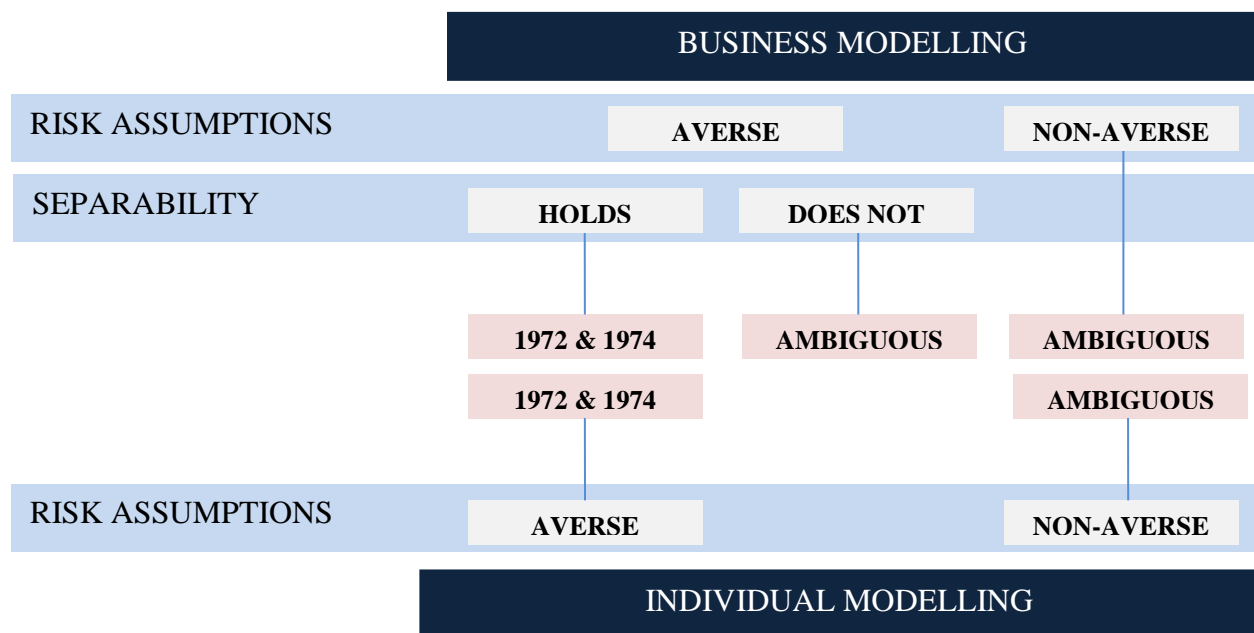 BUSINESS MODELLING
RISK ASSUMPTIONS
AVERSE
NON-AVERSE
SEPARABILITY
HOLDS
DOES NOT
1972 & 1974
AMBIGUOUS
AMBIGUOUS
1972 & 1974
AMBIGUOUS
RISK ASSUMPTIONS
AVERSE
NON-AVERSE
INDIVIDUAL MODELLING